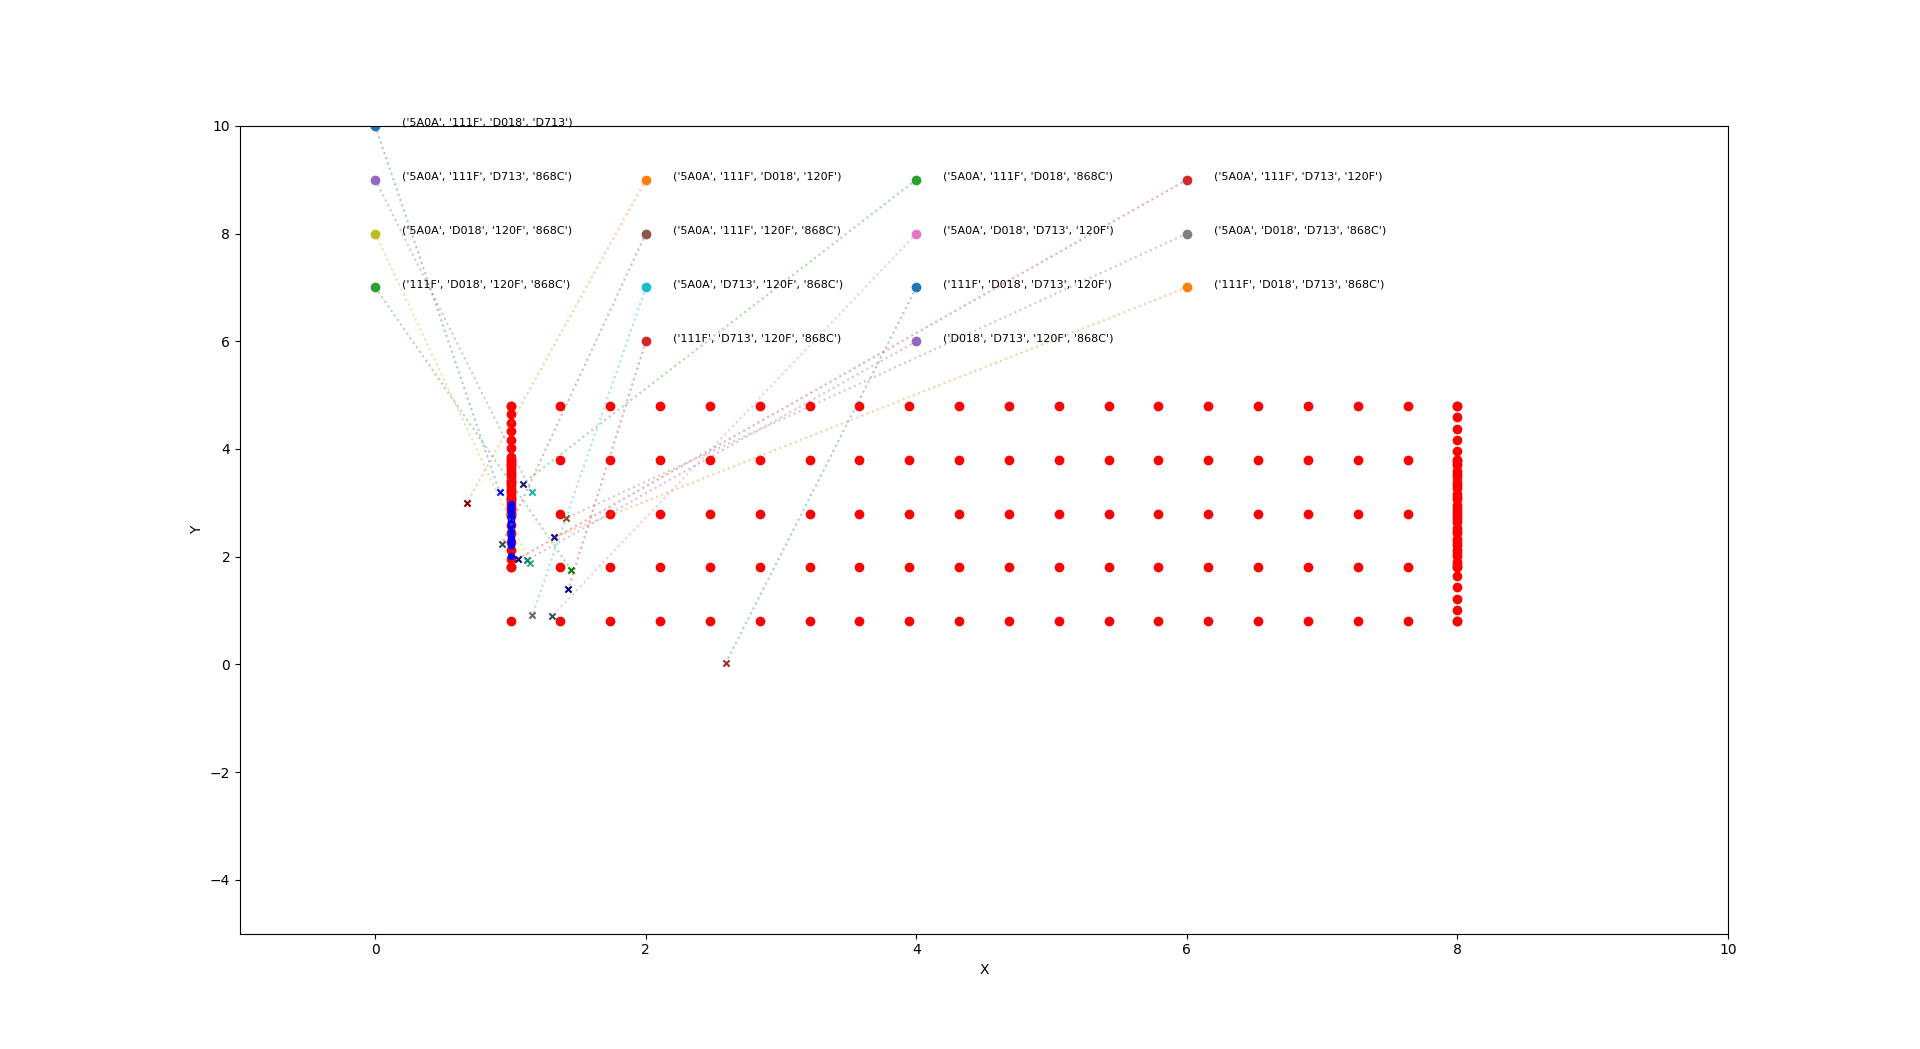 ('5A0A', '111F', 'D018', 'D713')
10
('5A0A', '111F', 'D713', '868C') ('5A0A', '111F', 'D018', '120F') ('5A0A', '111F', 'D018', '868C') ('5A0A', '111F', 'D713', '120F')
8 ('5A0A', 'D018', '120F', '868C') ('5A0A', '111F', '120F', '868C') ('5A0A', 'D018', 'D713', '120F') ('5A0A', 'D018', 'D713', '868C')
('111F', 'D018', '120F', '868C') ('5A0A', 'D713', '120F', '868C') ('111F', 'D018', 'D713', '120F') ('111F', 'D018', 'D713', '868C')
6 ('111F', 'D713', '120F', '868C') ('D018', 'D713', '120F', '868C')
4
Y
2
0
−2
−4
0 2 4 6 8 10
X